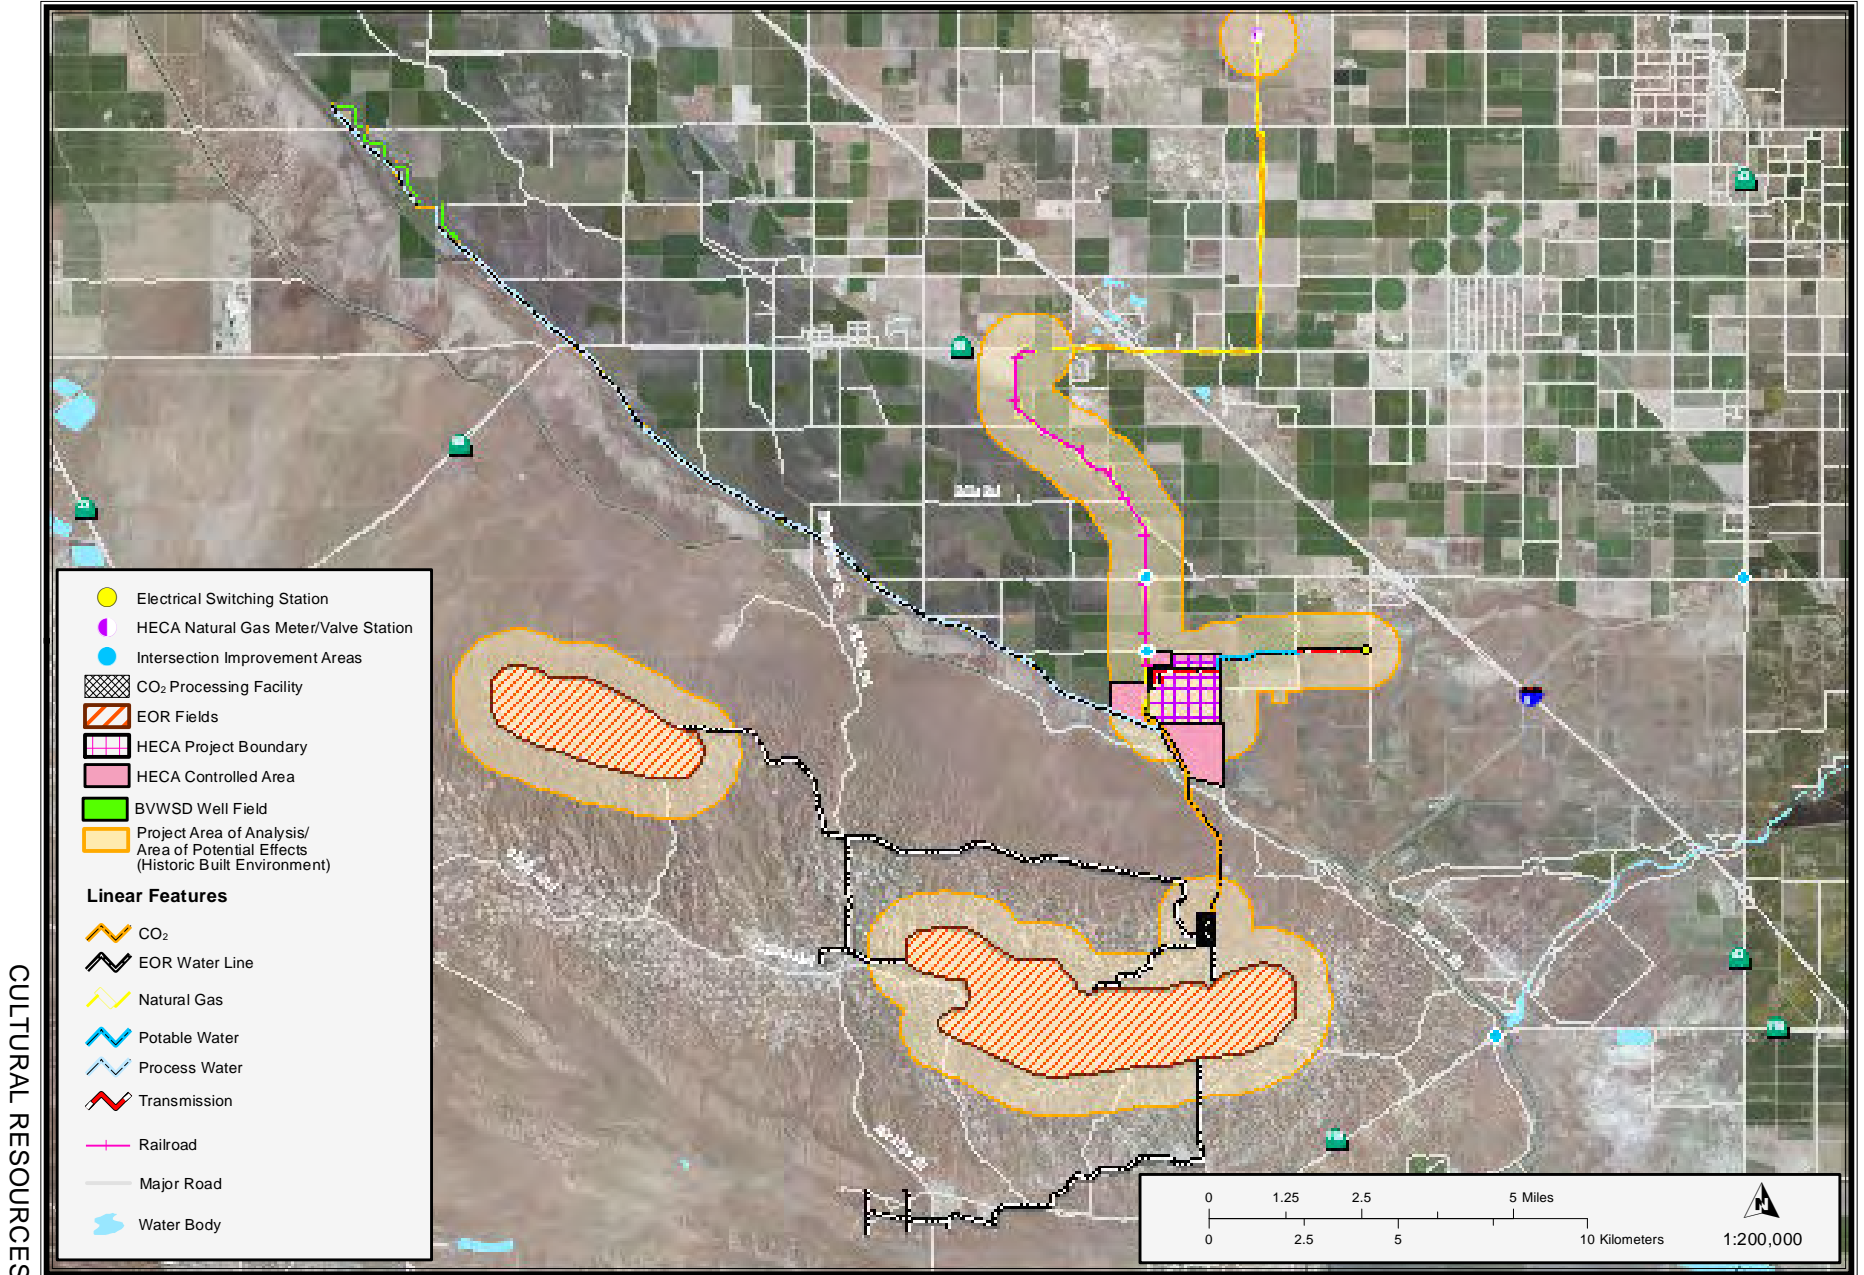 Electrical Switching Station
HECA Natural Gas Meter/Valve Station
Intersection Improvement Areas
CO₂ Processing Facility
EOR Fields
HECA Project Boundary
HECA Controlled Area
BVWSD Well Field
Project Area of Analysis/
Area of Potential Effects
(Historic Built Environment)
Linear Features
CO₂
EOR Water Line
Natural Gas
Potable Water
Process Water
Transmission
Railroad
Major Road
Water Body
CULTURAL RESOURCES
0 1.25 2.5 5 Miles
0 2.5 5 10 Kilometers
N
1:200,000